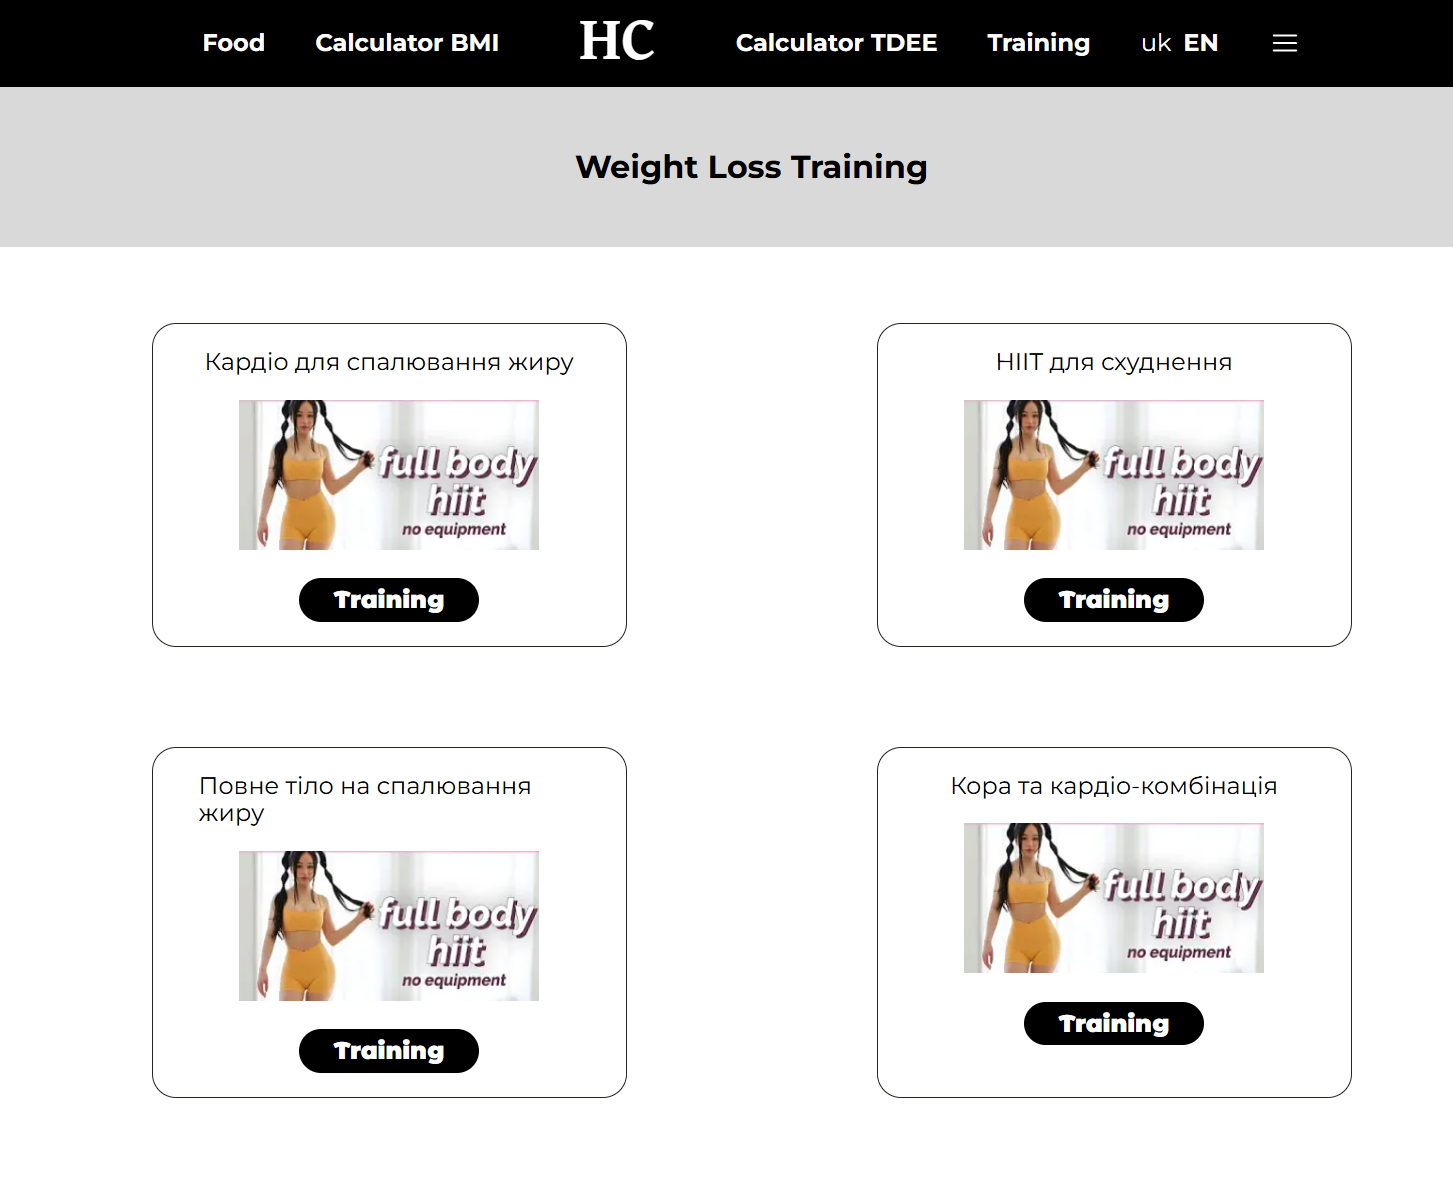 Food Calculator BMI HC Calculator TDEE Training uk EN
Weight Loss Training
Кардіо для спалювання жиру
full body
hiit
no equipment
Training
HIIT для схуднення
full body
hiit
no equipment
Training
Повне тіло на спалювання
жиру
full body
hiit
no equipment
Training
Кора та кардіо-комбінація
full body
hiit
no equipment
Training